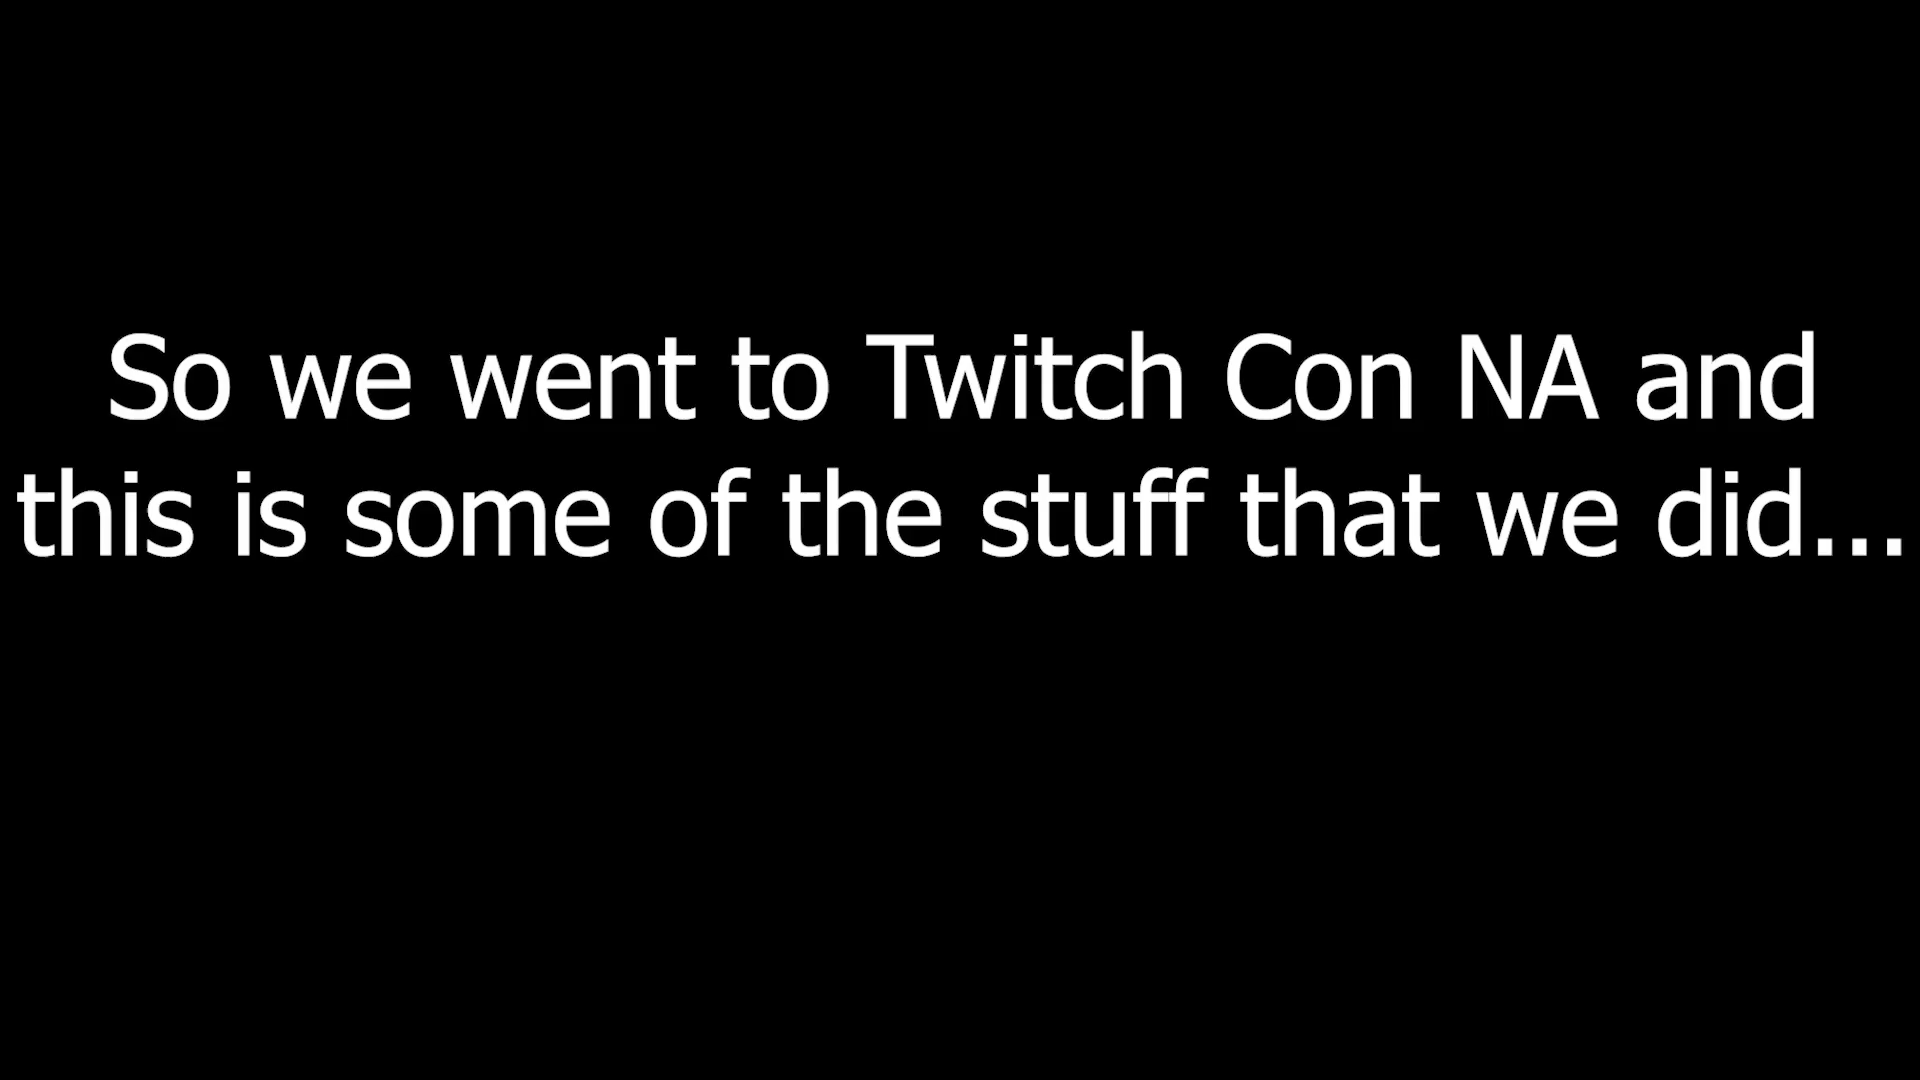 So we went to Twitch Con NA and
this is some of the stuff that we did...